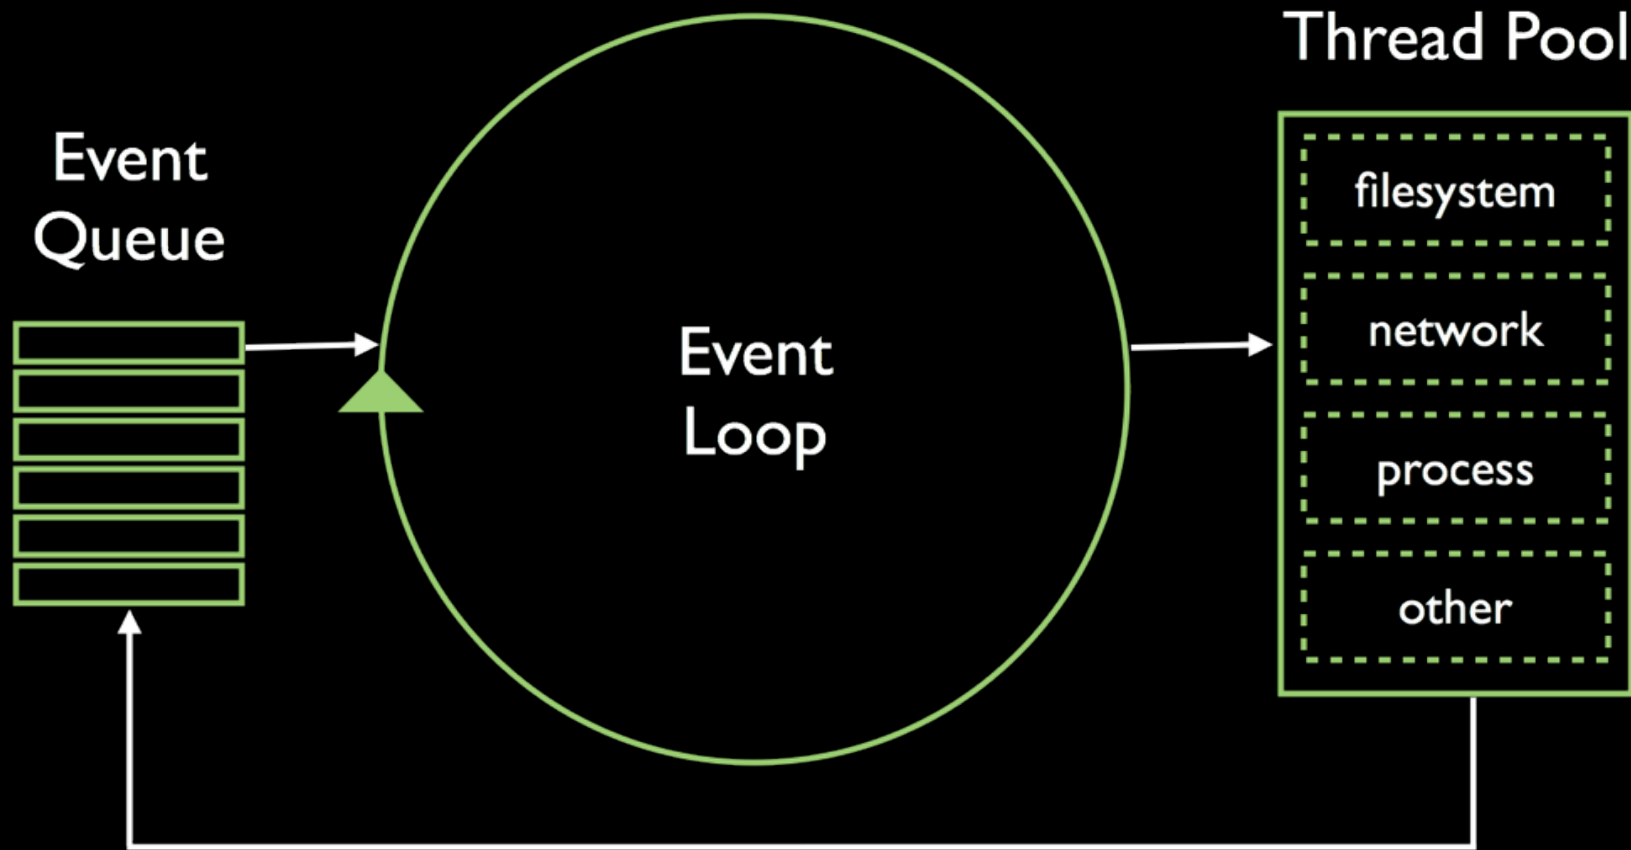 Event
Queue
Event
Loop
Thread Pool
filesystem
network
process
other